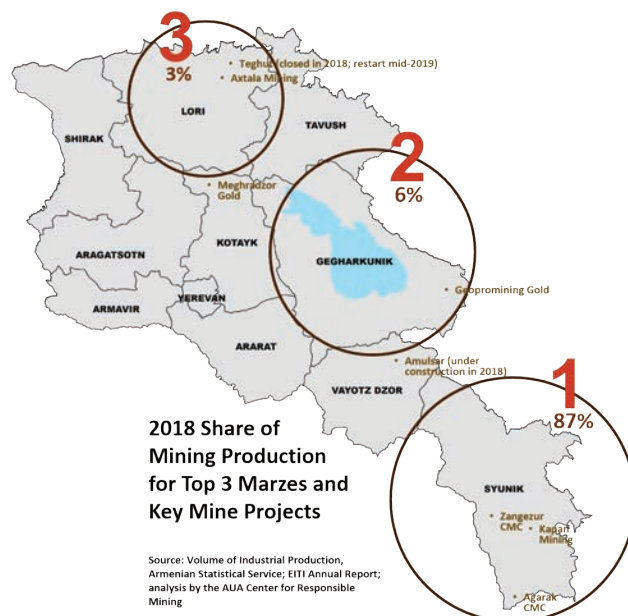 3
3%
Teghut (closed in 2018; restart mid-2019)
Axtala Mining
LORI
SHIRAK
TAVUSH
2
6%
Meghradzor
Gold
KOTAYK
ARAGATSOTN
GEGHARKUNIK
Geopromining Gold
YEREVAN
ARMAVIR
ARARAT
Amulsar (under
construction in 2018)
VAYOTZ DZOR
1
87%
2018 Share of
Mining Production
for Top 3 Marzes and
Key Mine Projects
SYUNIK
Zangezur
CMC
Kapan
Mining
Agarak
CMC
Source: Volume of Industrial Production,
Armenian Statistical Service; EITI Annual Report;
analysis by the AUA Center for Responsible
Mining